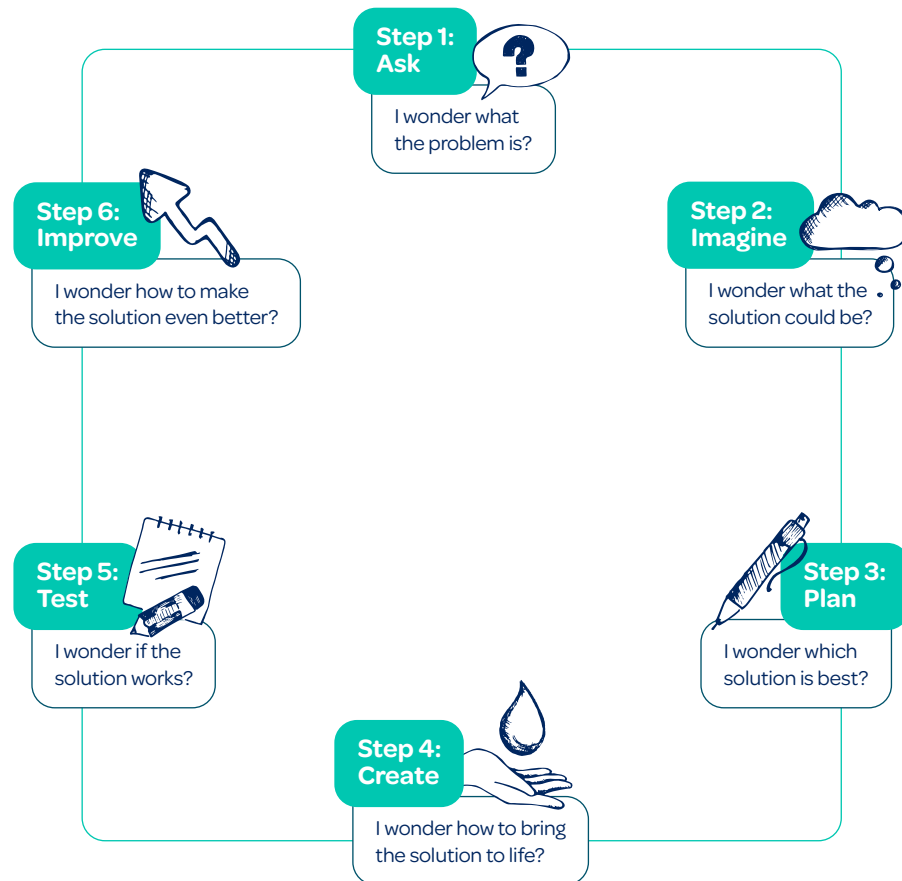 Step 1:
Ask
?
I wonder what
the problem is?
Step 2:
Imagine
I wonder what the
solution could be?
Step 3:
Plan
I wonder which
solution is best?
Step 4:
Create
I wonder how to bring
the solution to life?
Step 5:
Test
I wonder if the
solution works?
Step 6:
Improve
I wonder how to make
the solution even better?